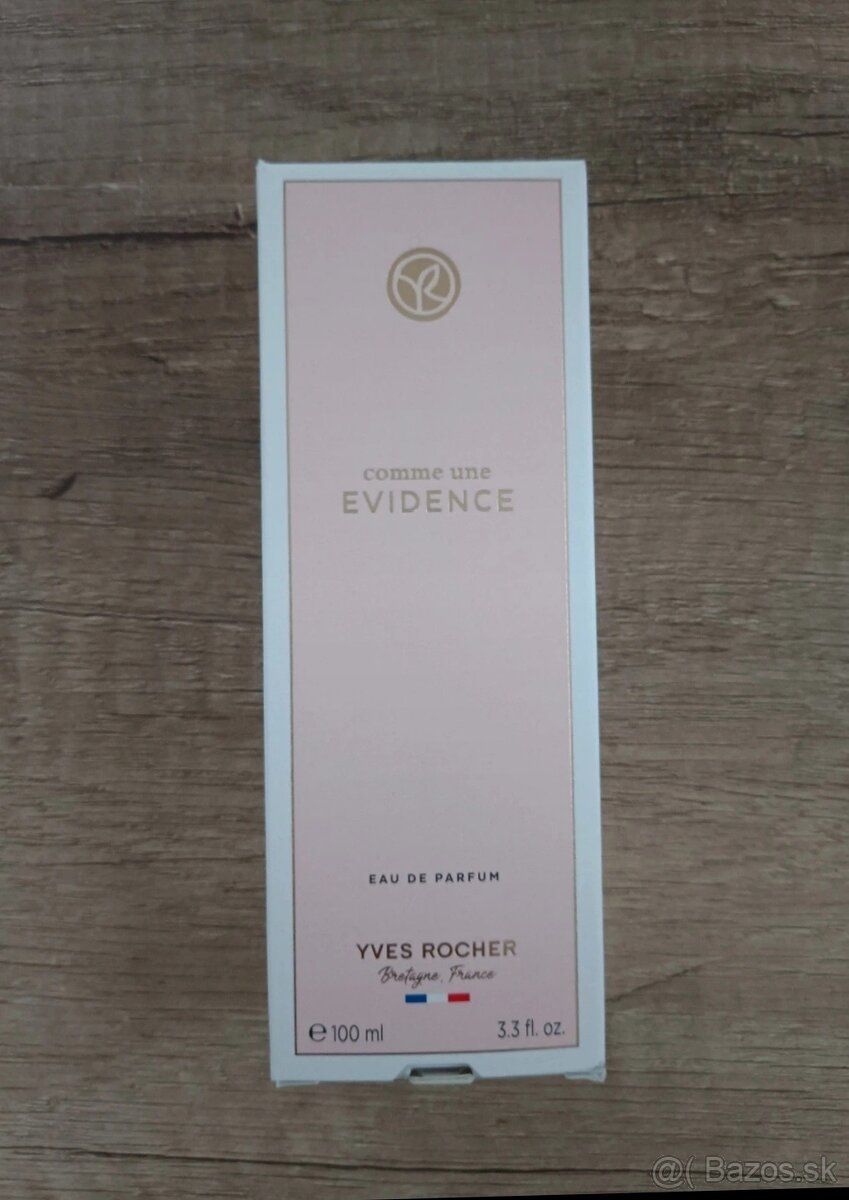 comme une
EVIDENCE
EAU DE PARFUM
YVES ROCHER
Bretagne, France
℮ 100 ml 3.3 fl. oz.
@( Bazos.sk